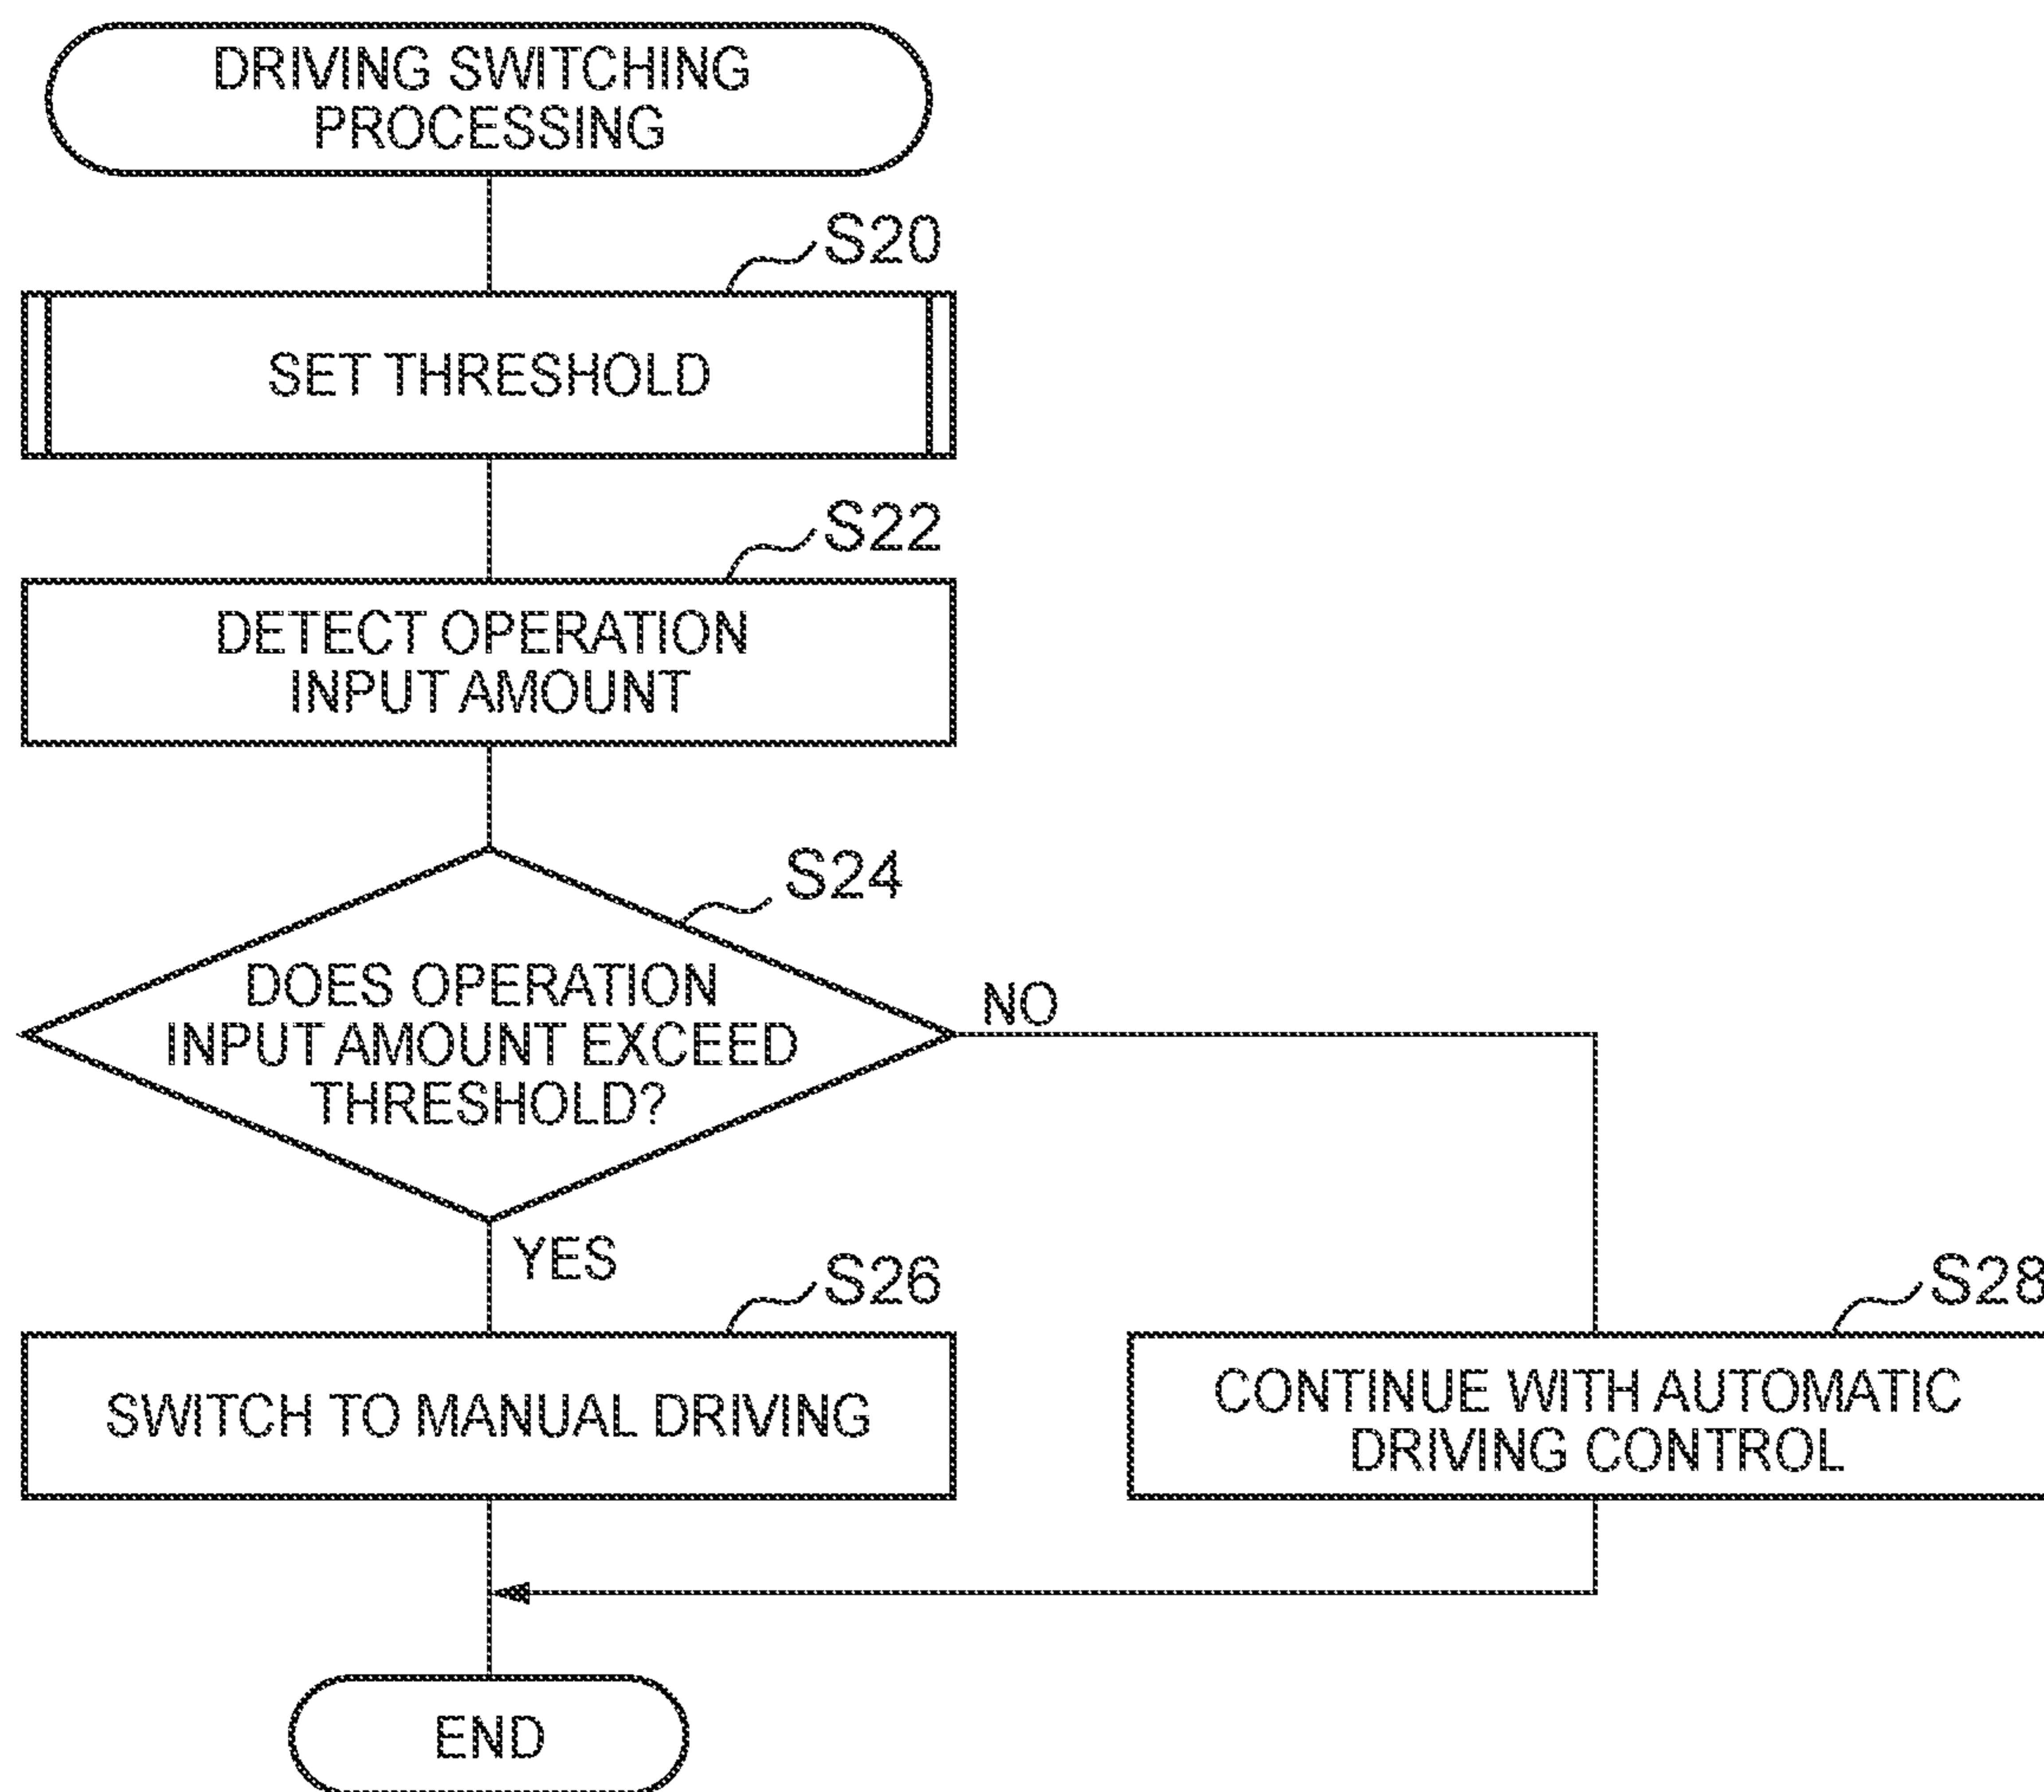 DRIVING SWITCHING
PROCESSING
S20
SET THRESHOLD
S22
DETECT OPERATION
INPUT AMOUNT
S24
DOES OPERATION
INPUT AMOUNT EXCEED
THRESHOLD?
NO
YES
S26
SWITCH TO MANUAL DRIVING
S28
CONTINUE WITH AUTOMATIC
DRIVING CONTROL
END